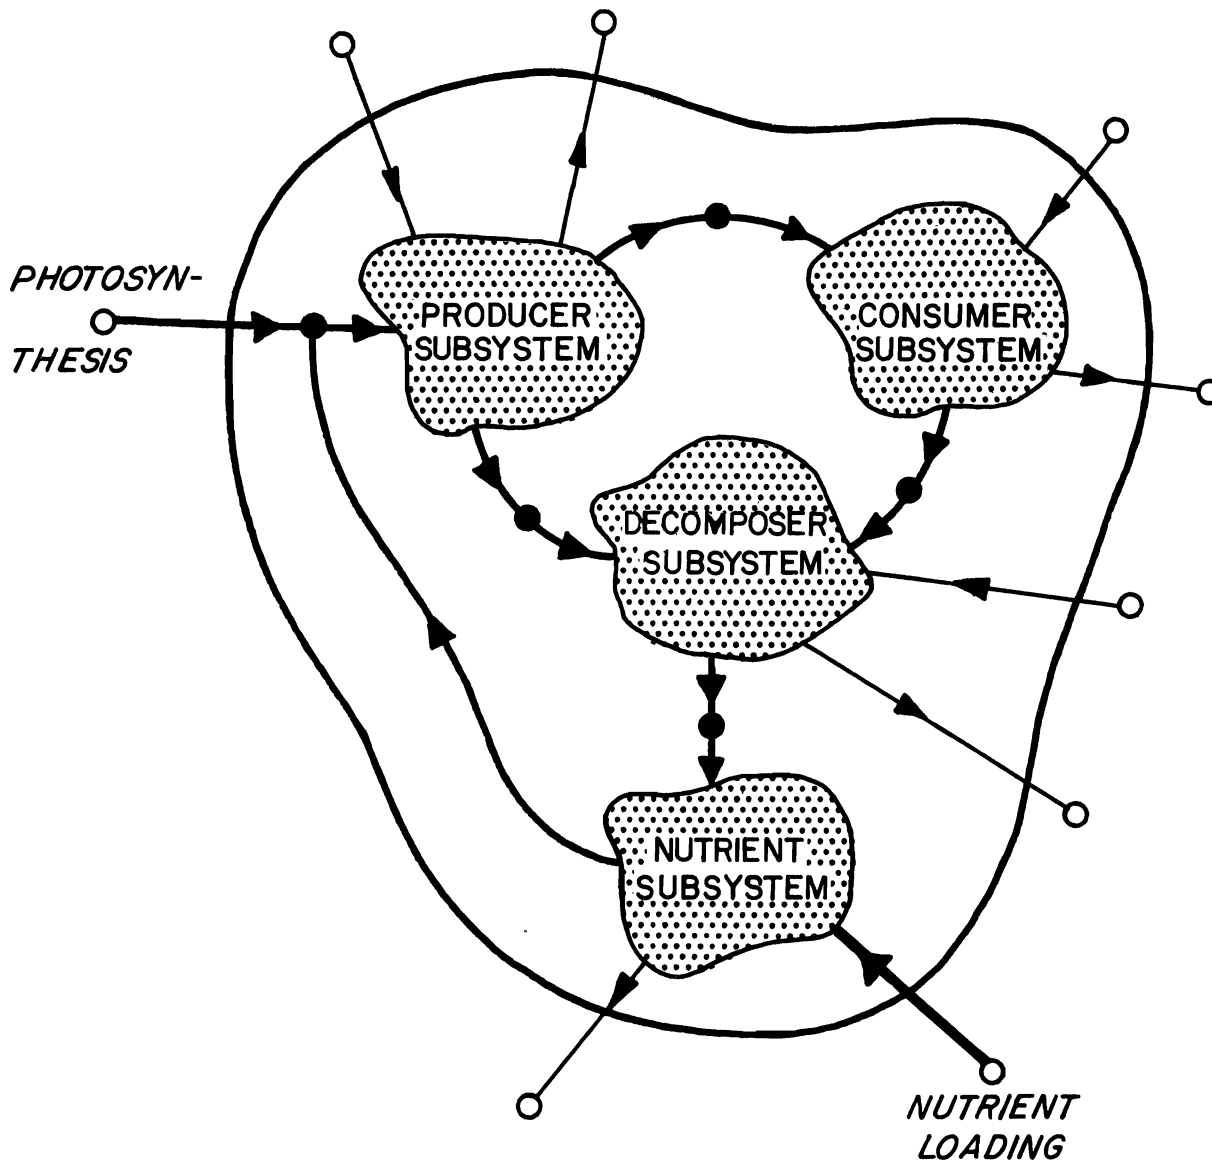 PHOTOSYN-
THESIS
PRODUCER
SUBSYSTEM
CONSUMER
SUBSYSTEM
DECOMPOSER
SUBSYSTEM
NUTRIENT
SUBSYSTEM
NUTRIENT
LOADING